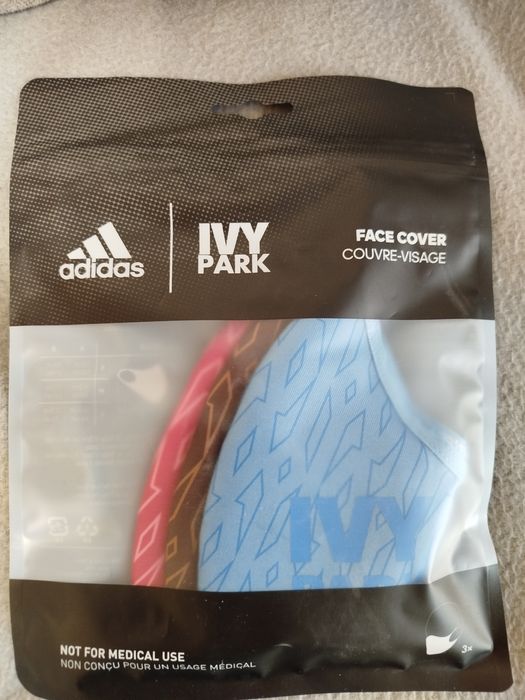 adidas
IVY
PARK
FACE COVER
COUVRE-VISAGE
IVY
PARK
NOT FOR MEDICAL USE
NON CONÇU POUR UN USAGE MÉDICAL
3x